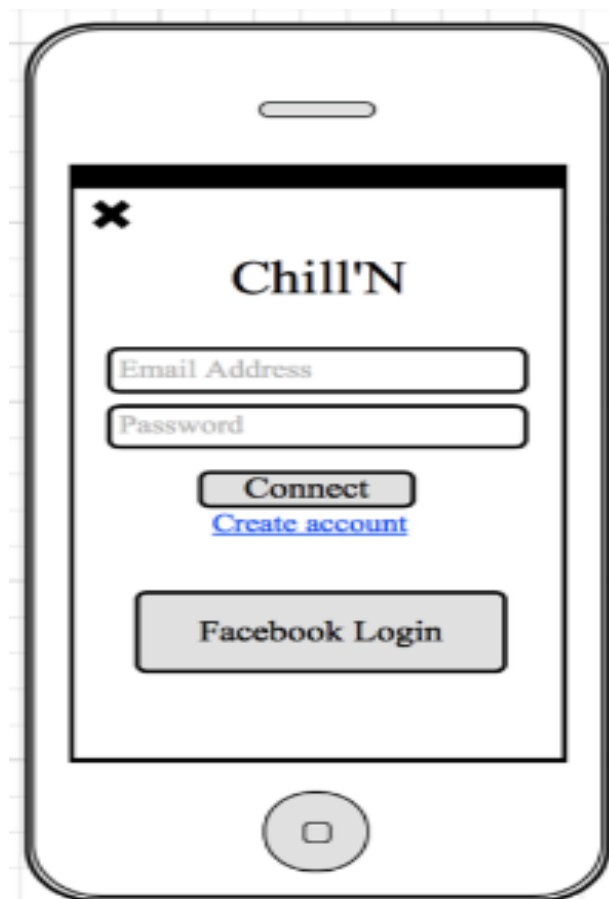 Chill'N
Email Address
Password
Connect
Create account
Facebook Login